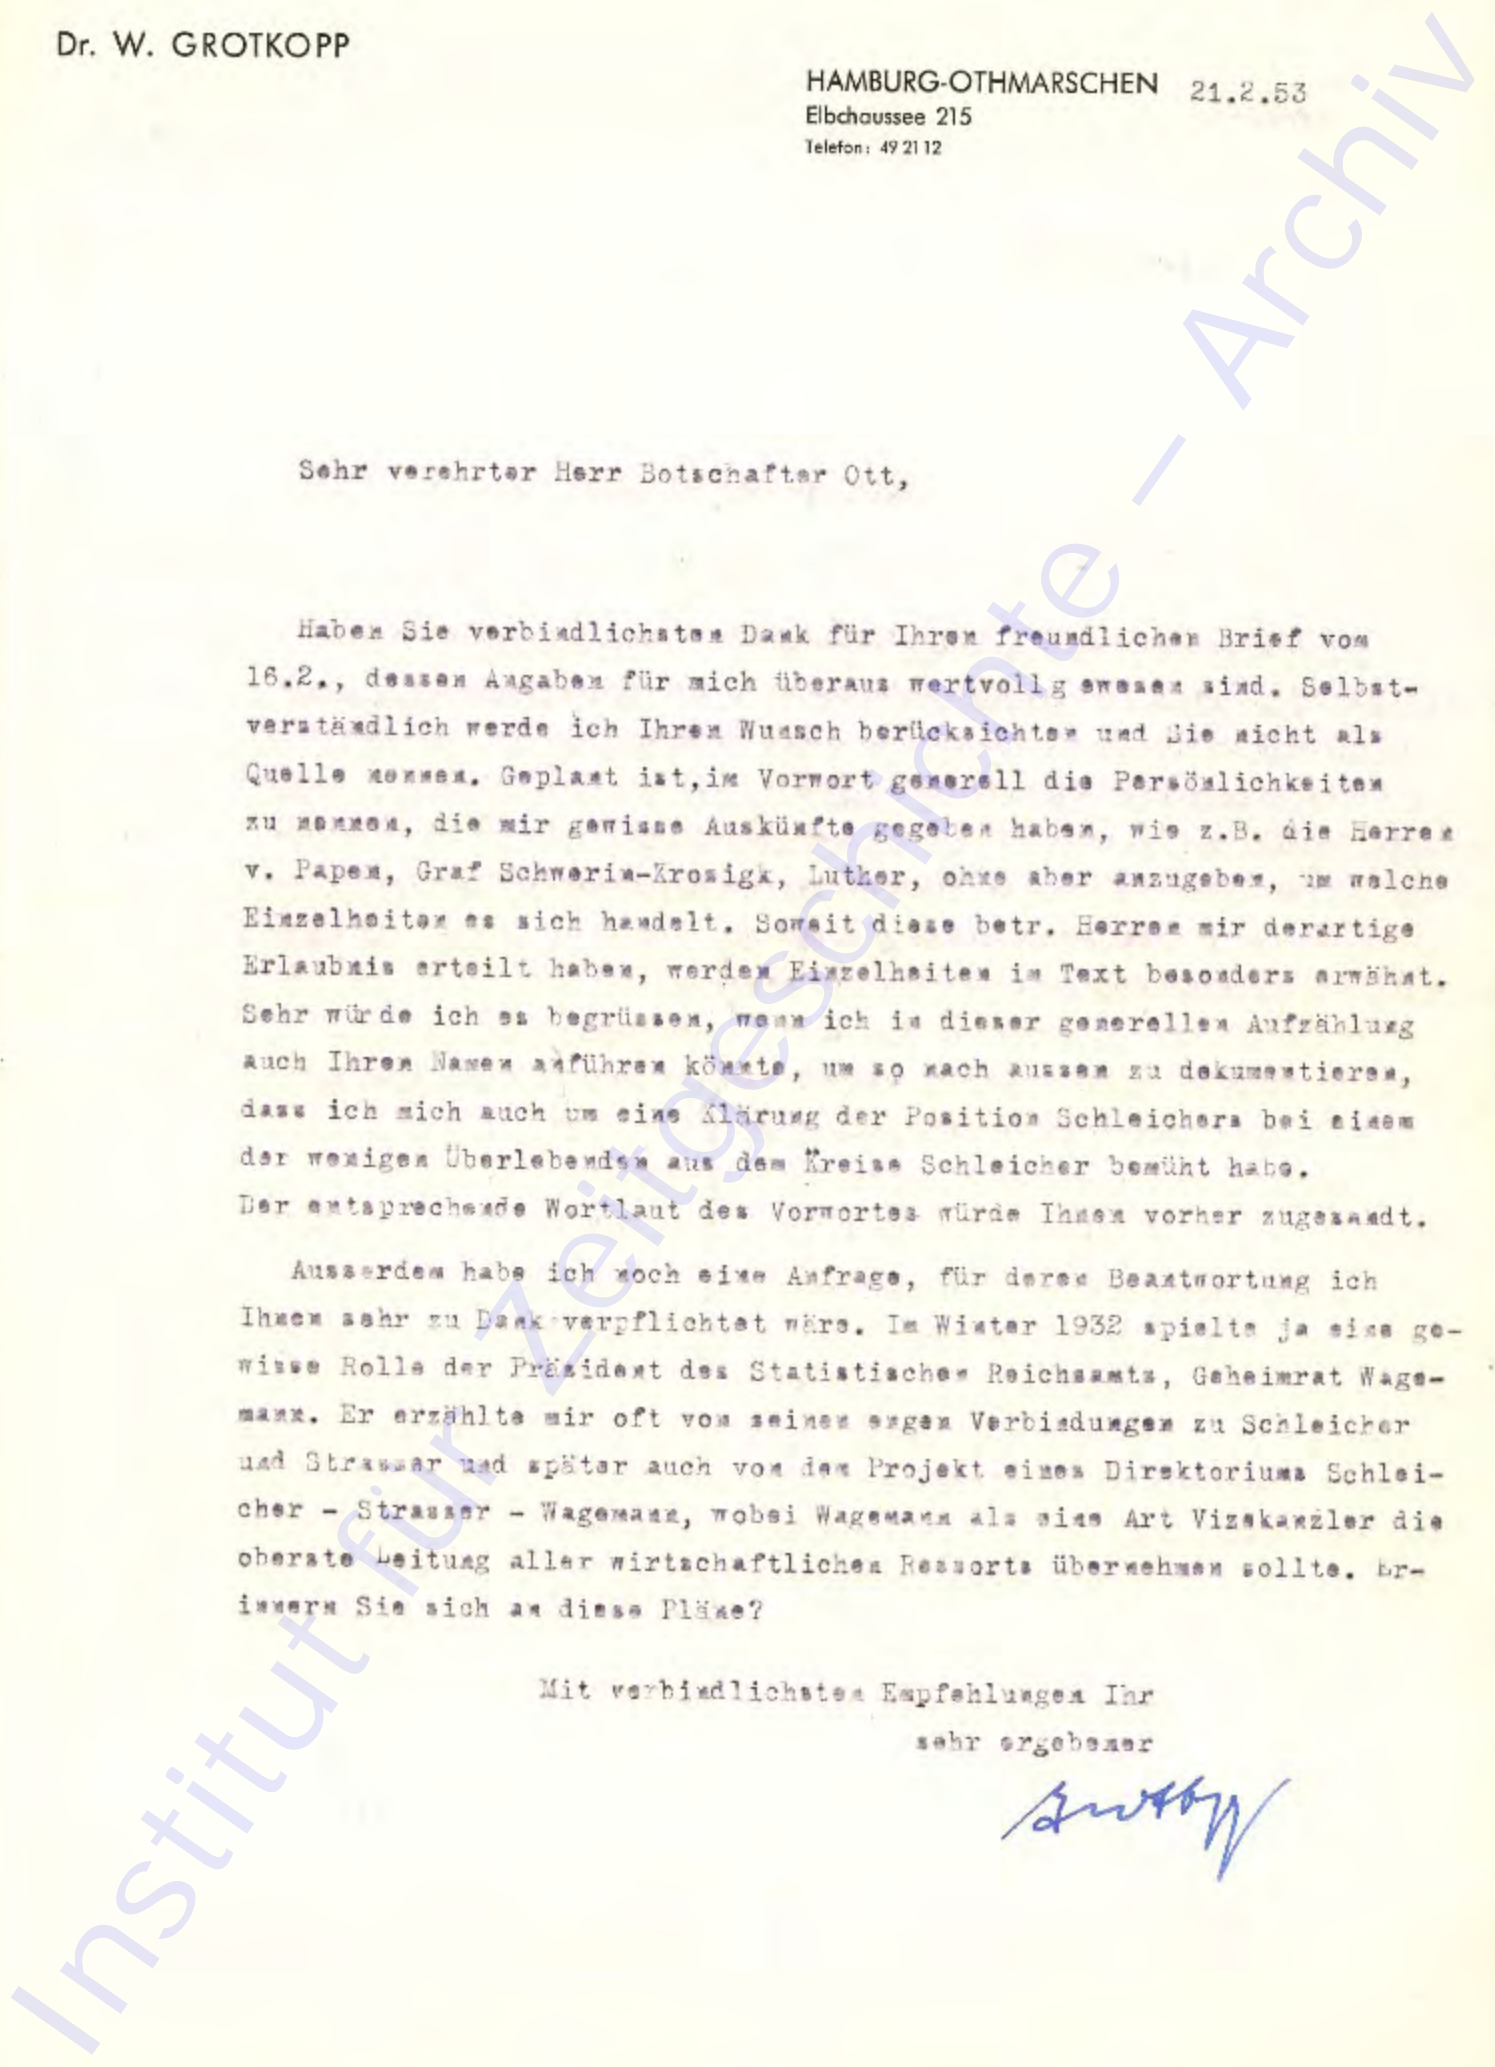 Dr. W. GROTKOPP
HAMBURG-OTHMARSCHEN 21.2.53
Elbchaussee 215
Telefon: 49 21 12
Sehr verehrter Herr Botschafter Ott,
Haben Sie verbindlichsten Dank für Ihren freundlichen Brief vom
16.2., dessen Angaben für mich überaus wertvollg ewesen sind. Selbst-
verständlich werde ich Ihren Wunsch berücksichten und Sie nicht als
Quelle nennen. Geplant ist,im Vorwort generell die Persönlichkeiten
zu nennen, die mir gewisse Auskünfte gegeben haben, wie z.B. die Herren
v. Papen, Graf Schwerin-Krosigk, Luther, ohne aber anzugeben, um welche
Einzelheiten es sich handelt. Soweit diese betr. Herren mir derartige
Erlaubnis erteilt haben, werden Einzelheiten im Text besonders erwähnt.
Sehr würde ich es begrüssen, wenn ich in dieser generellen Aufzählung
auch Ihren Namen anführen könnte, um so nach aussen zu dokumentieren,
dass ich mich auch um eine Klärung der Position Schleichers bei einem
der wenigen Überlebenden aus dem Kreise Schleicher bemüht habe.
Der entsprechende Wortlaut des Vorwortes würde Ihnen vorher zugesandt.
Ausserdem habe ich noch eine Anfrage, für deren Beantwortung ich
Ihnen sehr zu Dank verpflichtet wäre. Im Winter 1932 spielte ja eine ge-
wisse Rolle der Präsident des Statistischen Reichsamts, Geheimrat Wage-
mann. Er erzählte mir oft von seinen engen Verbindungen zu Schleicher
und Strasser und später auch von dem Projekt eines Direktoriums Schlei-
cher - Strasser - Wagemann, wobei Wagemann als eine Art Vizekanzler die
oberste Leitung aller wirtschaftlichen Ressorts übernehmen sollte. Er-
innern Sie sich an diese Pläne?
Mit verbindlichsten Empfehlungen Ihr
sehr ergebener
Grotkopp
Institut für Zeitgeschichte - Archiv